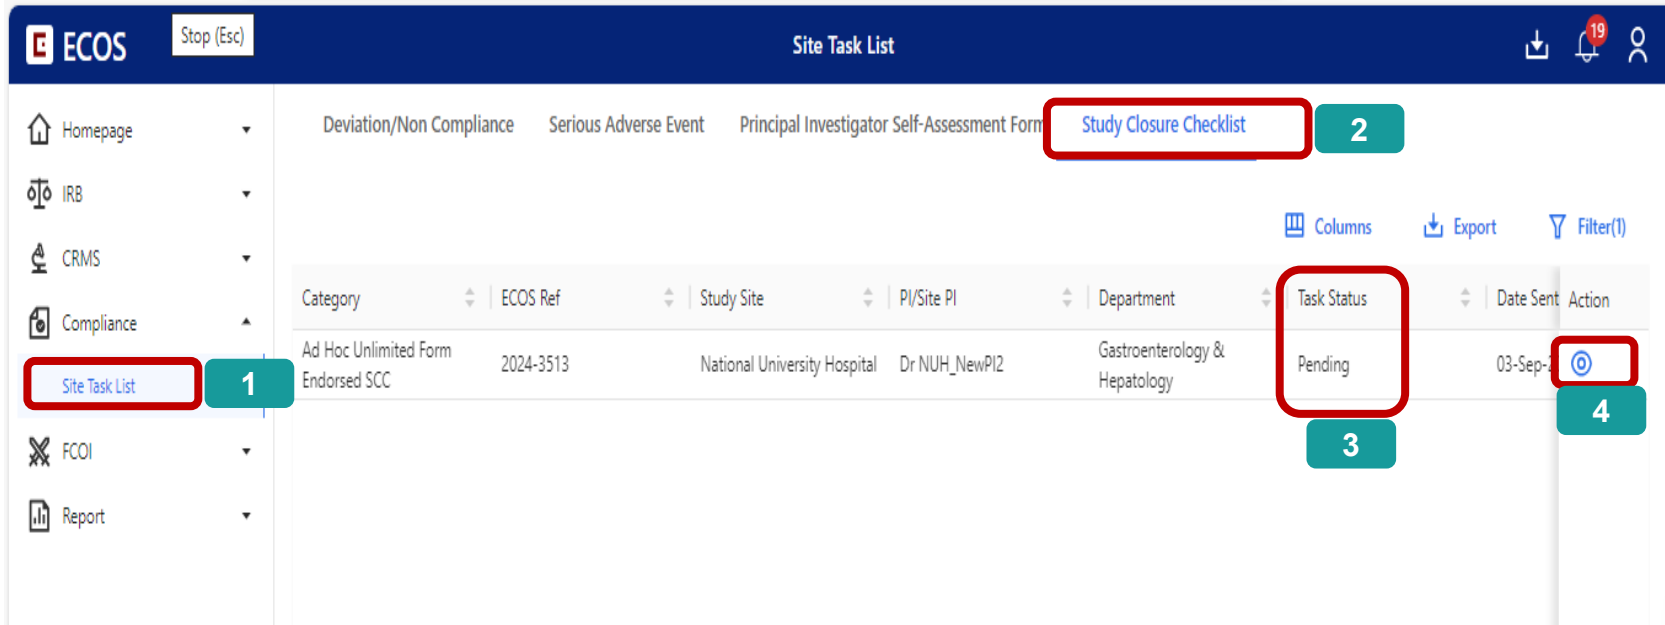 ECOS
Stop (Esc)
Site Task List
19
Homepage
IRB
CRMS
Compliance
Site Task List
1
FCOI
Report
Deviation/Non Compliance
Serious Adverse Event
Principal Investigator Self-Assessment Form
Study Closure Checklist
2
Columns
Export
Filter(1)
Category
ECOS Ref
Study Site
PI/Site PI
Department
Task Status
Date Sent
Action
Ad Hoc Unlimited Form
Endorsed SCC
2024-3513
National University Hospital
Dr NUH_NewPI2
Gastroenterology &
Hepatology
Pending
03-Sep-2
3
4